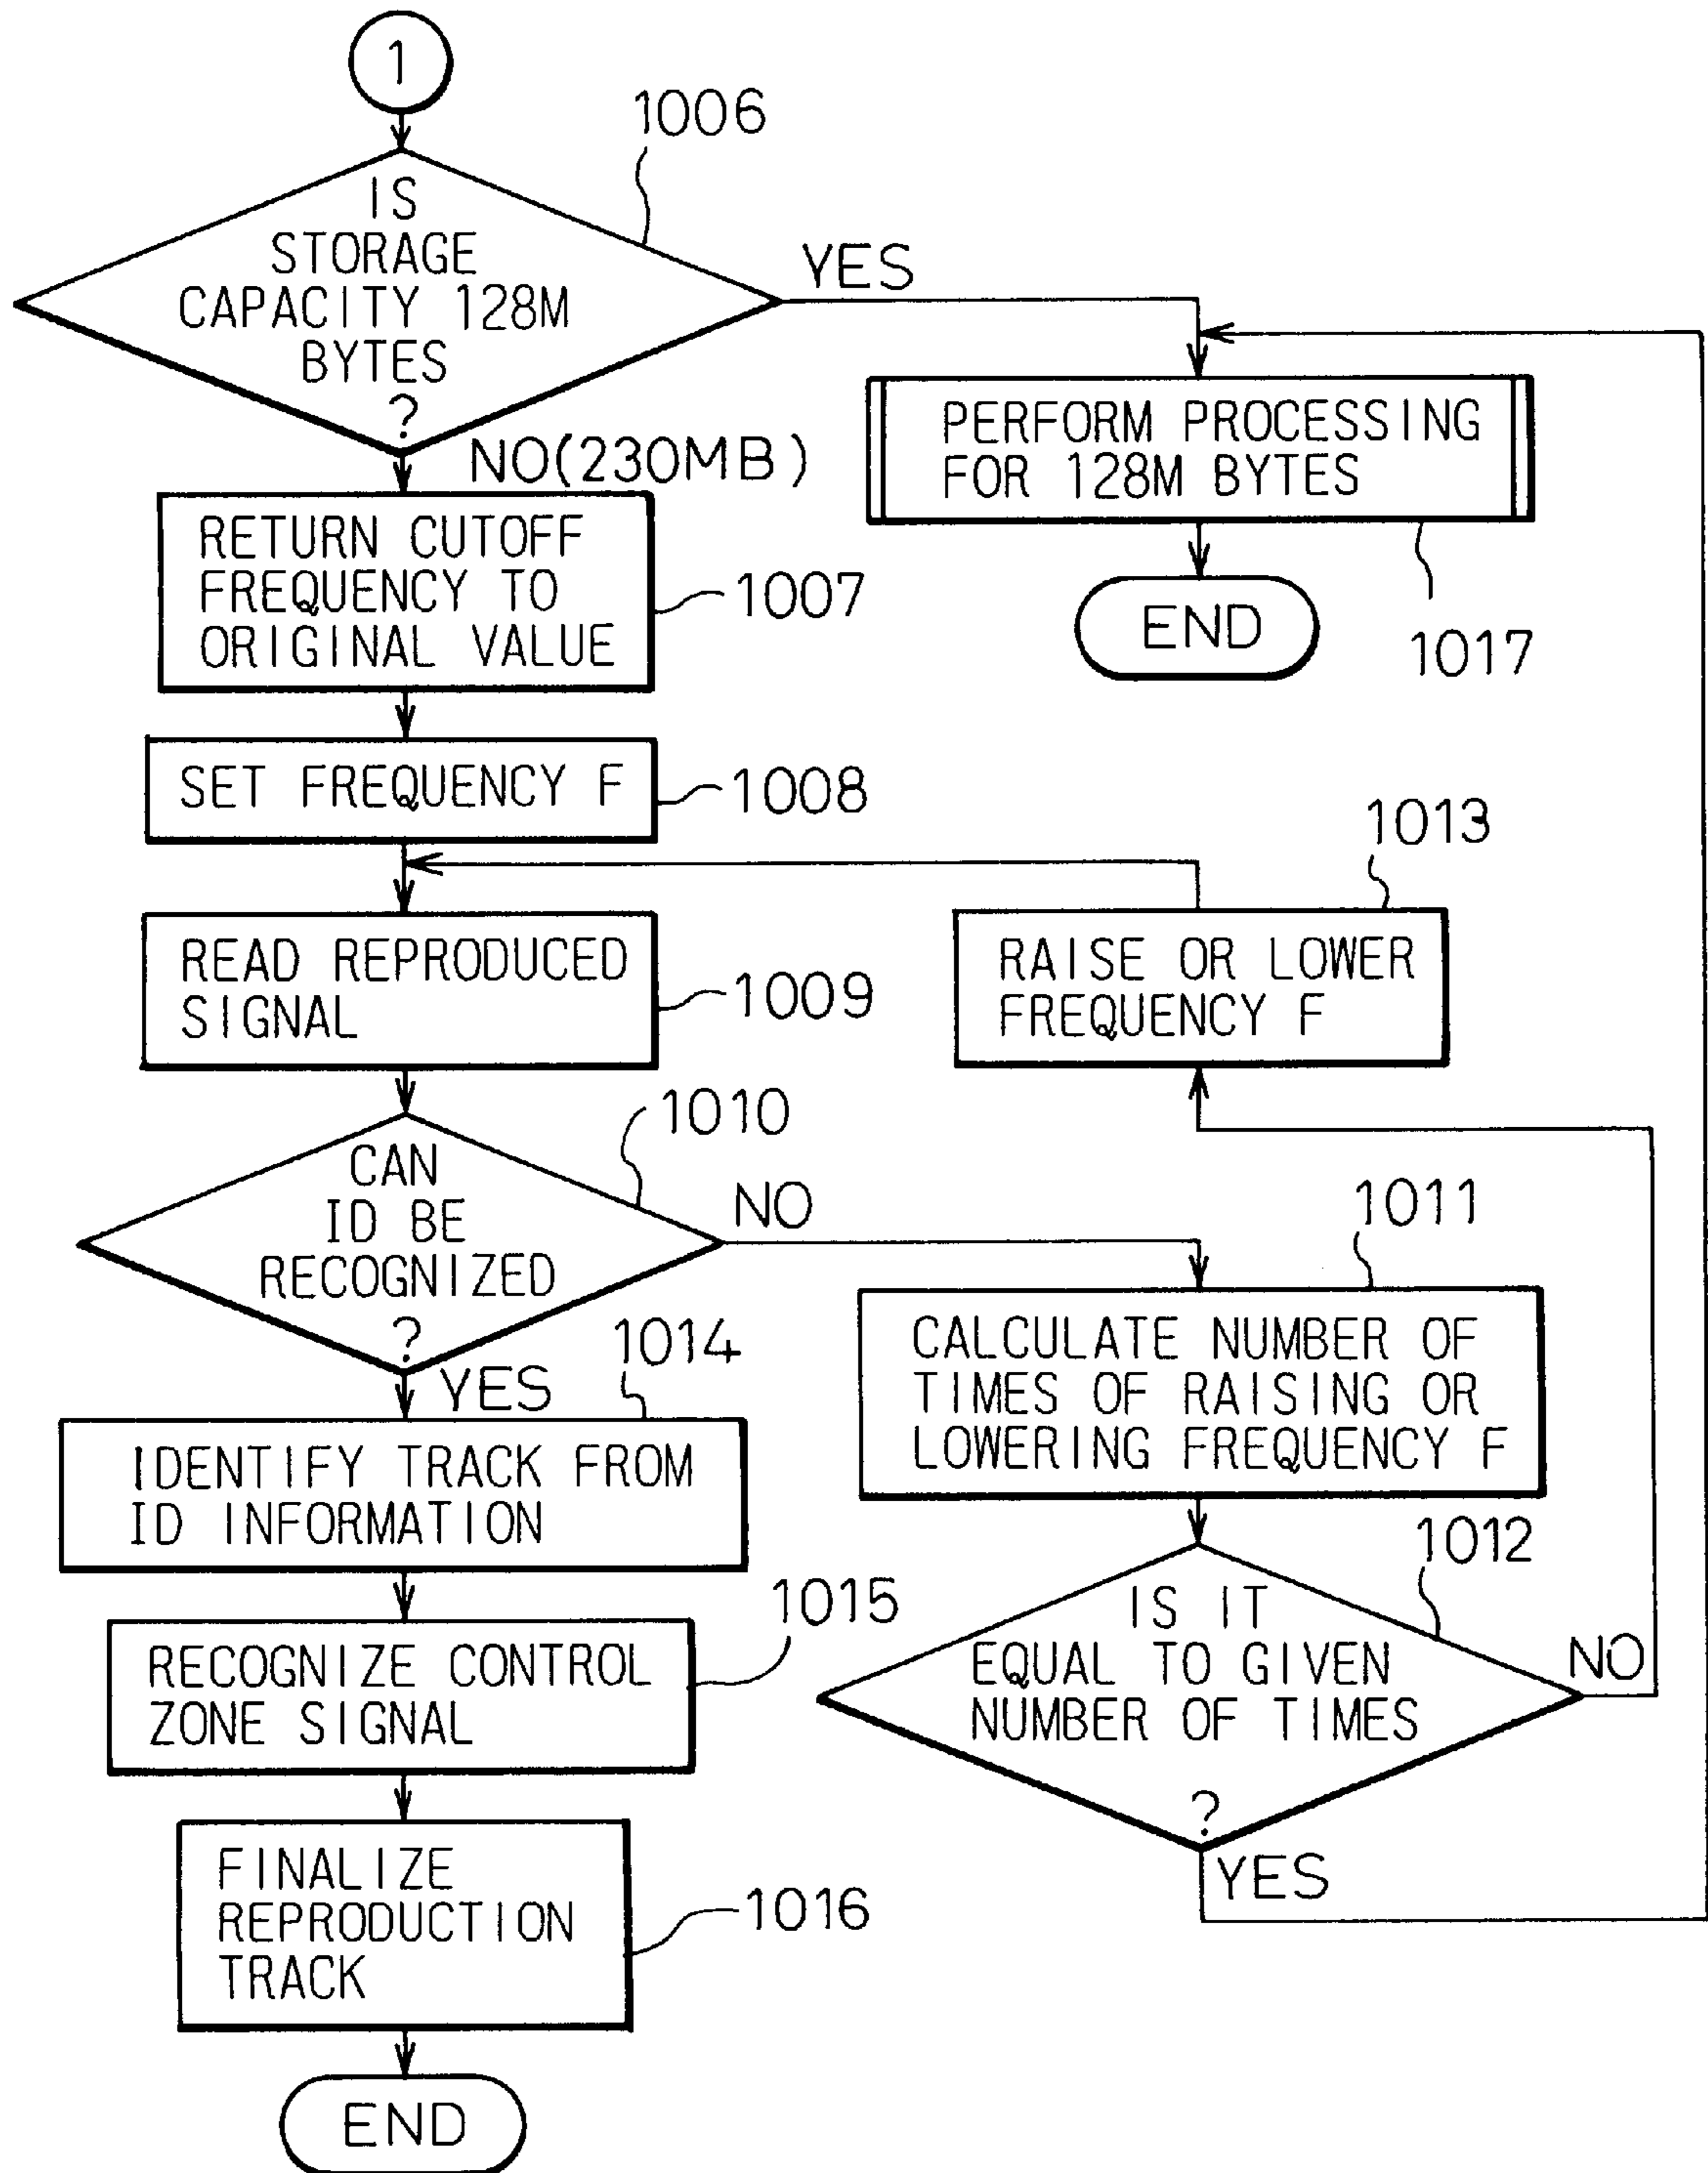 1
1006
IS
STORAGE
CAPACITY 128M
BYTES
?
YES
NO(230MB)
PERFORM PROCESSING
FOR 128M BYTES
1017
END
RETURN CUTOFF
FREQUENCY TO
ORIGINAL VALUE
1007
SET FREQUENCY F
1008
1013
READ REPRODUCED
SIGNAL
1009
RAISE OR LOWER
FREQUENCY F
1010
CAN
ID BE
RECOGNIZED
?
NO
YES
1011
CALCULATE NUMBER OF
TIMES OF RAISING OR
LOWERING FREQUENCY F
1014
IDENTIFY TRACK FROM
ID INFORMATION
1012
IS IT
EQUAL TO GIVEN
NUMBER OF TIMES
?
NO
YES
1015
RECOGNIZE CONTROL
ZONE SIGNAL
FINALIZE
REPRODUCTION
TRACK
1016
END